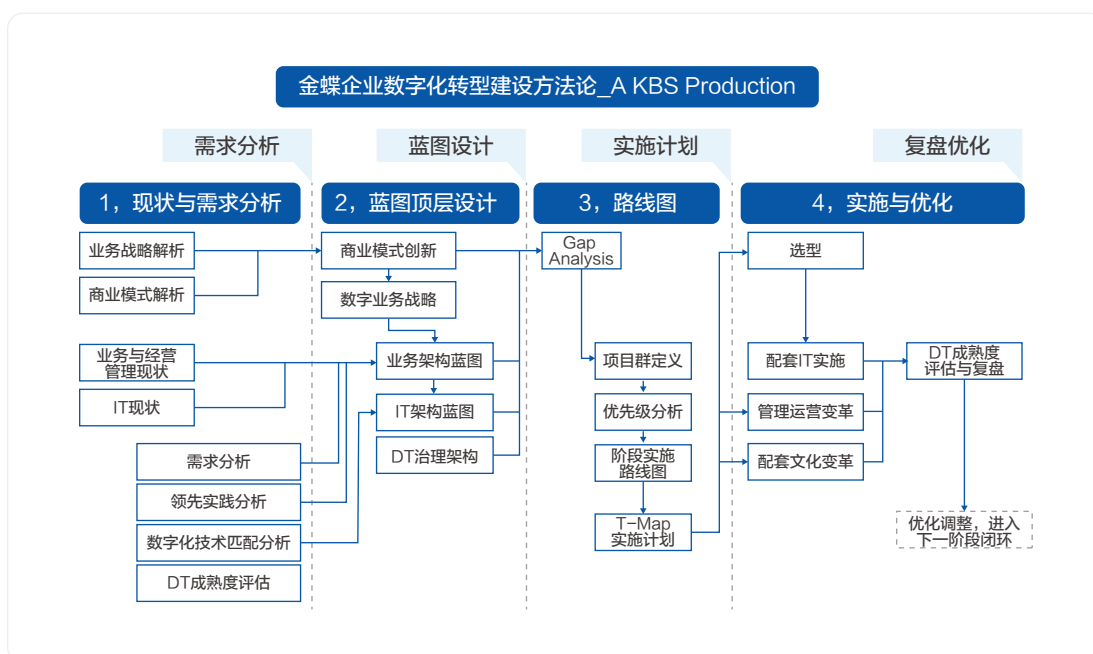 金蝶企业数字化转型建设方法论_A KBS Production
需求分析
蓝图设计
实施计划
复盘优化
1，现状与需求分析
2，蓝图顶层设计
3，路线图
4，实施与优化
业务战略解析
商业模式解析
业务与经营
管理现状
IT现状
需求分析
领先实践分析
数字化技术匹配分析
DT成熟度评估
商业模式创新
数字业务战略
业务架构蓝图
IT架构蓝图
DT治理架构
Gap
Analysis
项目群定义
优先级分析
阶段实施
路线图
T-Map
实施计划
选型
配套IT实施
管理运营变革
配套文化变革
DT成熟度
评估与复盘
优化调整，进入
下一阶段闭环